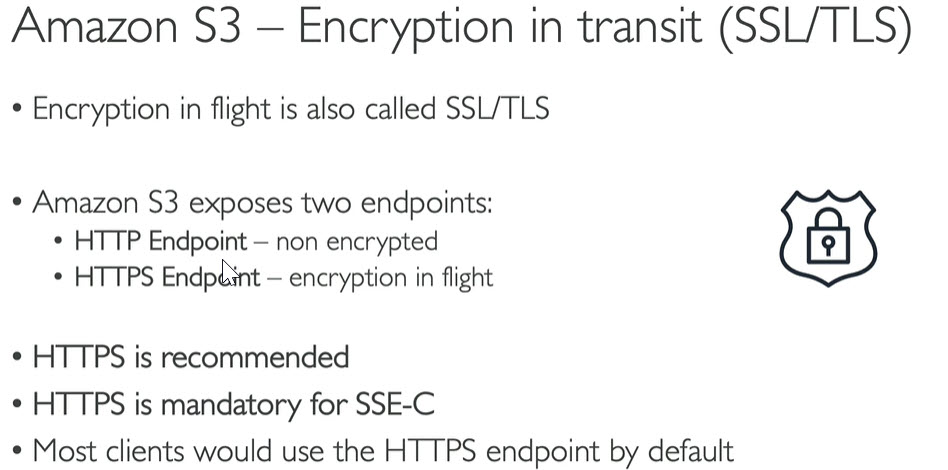 Amazon S3 – Encryption in transit (SSL/TLS)
• Encryption in flight is also called SSL/TLS
• Amazon S3 exposes two endpoints:
• HTTP Endpoint – non encrypted
• HTTPS Endpoint – encryption in flight
• HTTPS is recommended
• HTTPS is mandatory for SSE-C
• Most clients would use the HTTPS endpoint by default